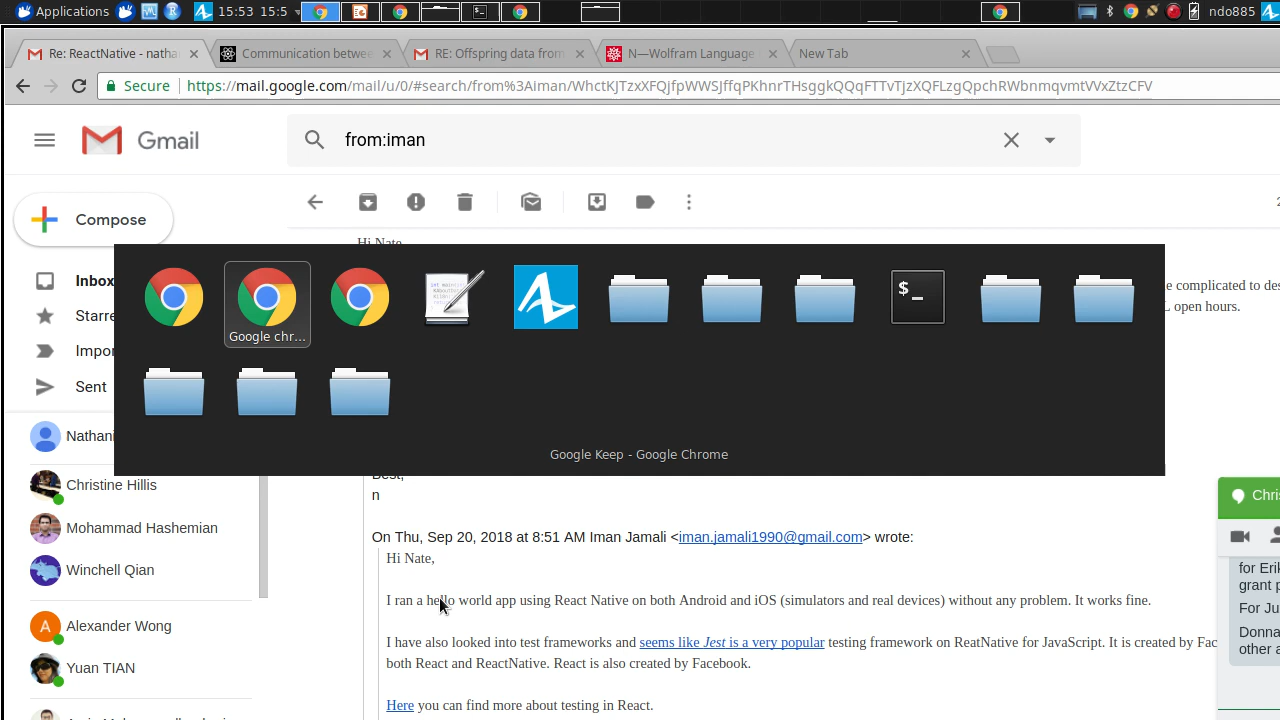 Applications 15:53 15:5 ndo885
Re: ReactNative - natha Communication betwee RE: Offspring data from N—Wolfram Language New Tab
Secure https://mail.google.com/mail/u/0/#search/from%3Aiman/WhctKJTzxXFQjfpWWSJffqPKhnrTHsggkQQqFTTvTjzXQFLzgQpchRWbnmqvmtVVxZtzCFV
Gmail from:iman
Compose
Hi Nate
Inbox
Starre
Impor
Sent
e complicated to des
L open hours.
Google chr...
$_
Google Keep - Google Chrome
Nathani
Christine Hillis
Mohammad Hashemian
Winchell Qian
A Alexander Wong
Yuan TIAN
Best,
n
On Thu, Sep 20, 2018 at 8:51 AM Iman Jamali <iman.jamali1990@gmail.com> wrote:
Hi Nate,
I ran a hello world app using React Native on both Android and iOS (simulators and real devices) without any problem. It works fine.
I have also looked into test frameworks and seems like Jest is a very popular testing framework on ReatNative for JavaScript. It is created by Fac
both React and ReactNative. React is also created by Facebook.
Here you can find more about testing in React.
Chris
for Erik
grant p
For Ju
Donna
other a